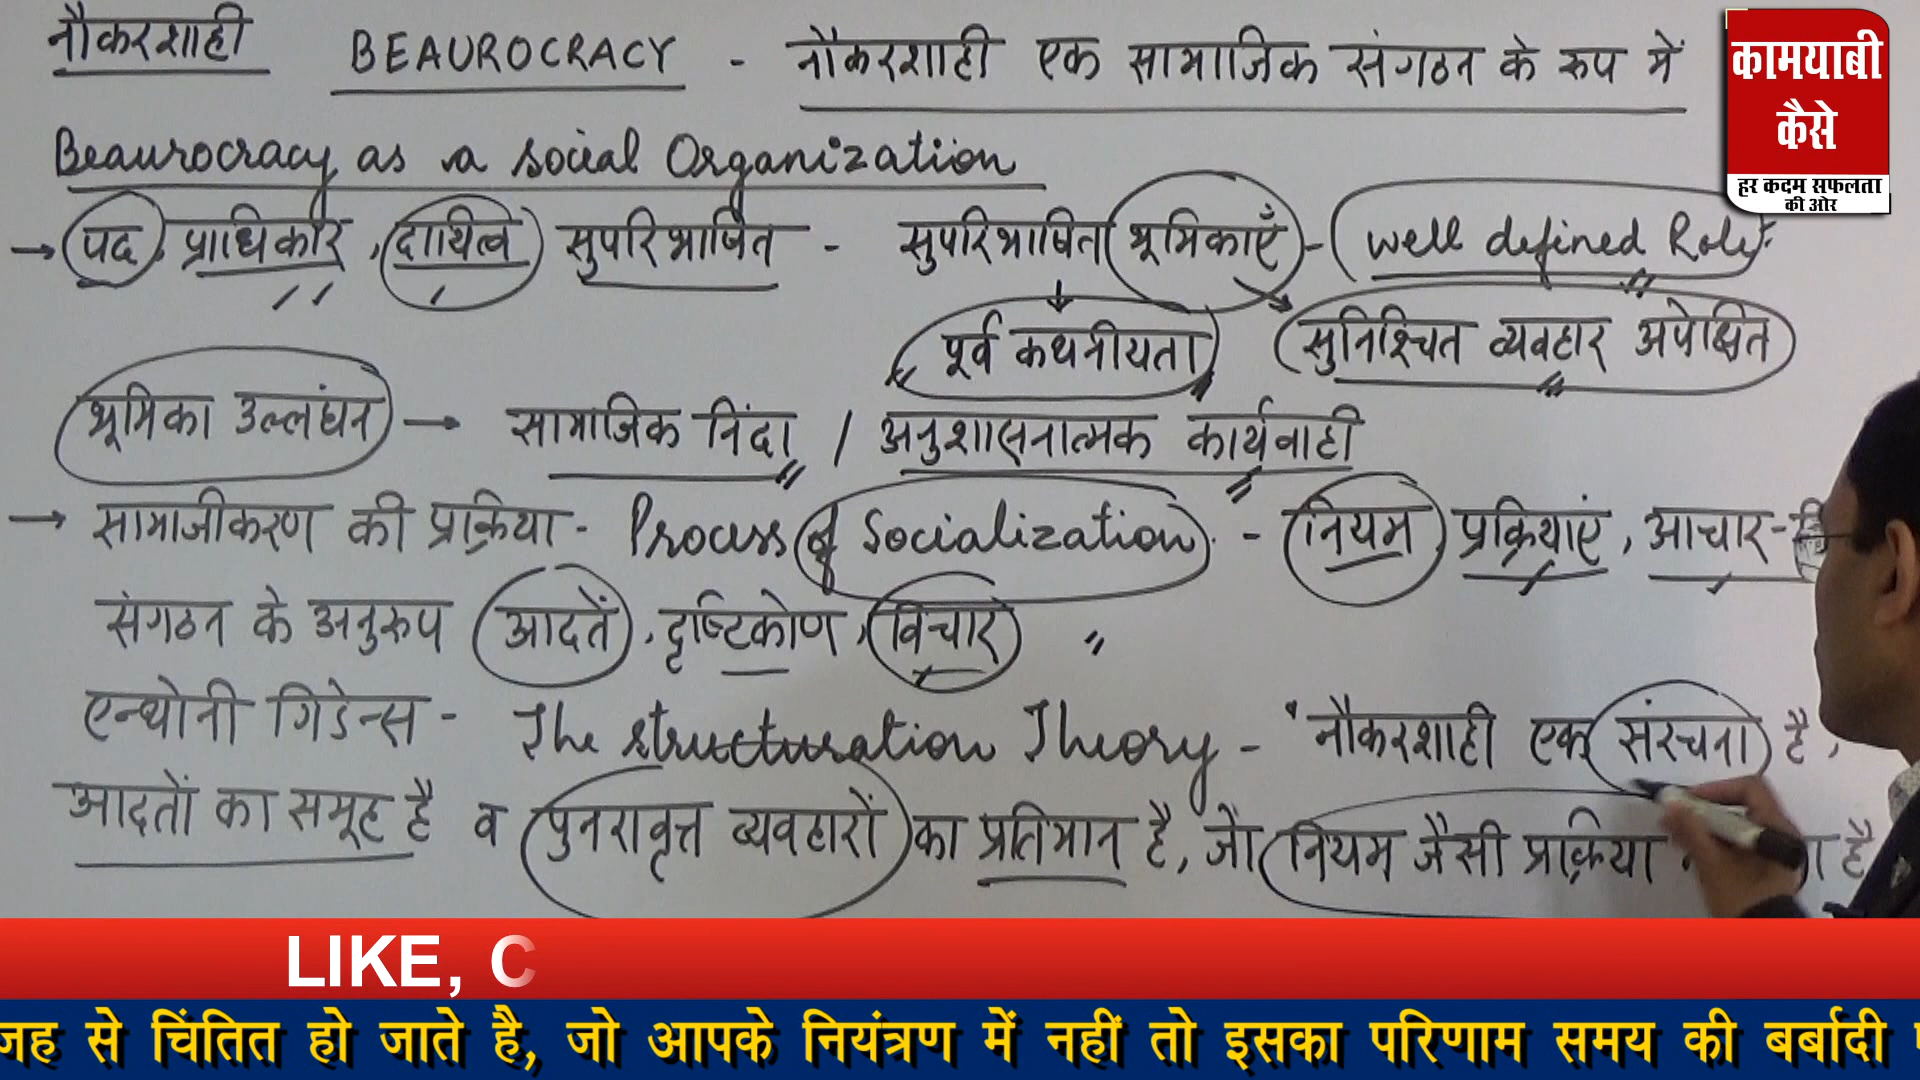 नौकरशाही BEAUROCRACY - नौकरशाही एक सामाजिक संगठन के रूप में
Beaurocracy as a social Organization
→ पद, प्राधिकार, दायित्व सुपरिभाषित - सुपरिभाषित भूमिकाएँ - well defined Role
पूर्व कथनीयता सुनिश्चित व्यवहार अपेक्षित
भूमिका उल्लंघन → सामाजिक निंदा / अनुशासनात्मक कार्यवाही
→ सामाजीकरण की प्रक्रिया - Process of Socialization - नियम, प्रक्रियाएं, आचार-
संगठन के अनुरूप आदतें, दृष्टिकोण, विचार "
एन्थोनी गिडेन्स - The structuration Theory - "नौकरशाही एक संरचना है,
आदतों का समूह है व पुनरावृत्त व्यवहारों का प्रतिमान है, जो नियम जैसी प्रक्रिया है
कामयाबी
कैसे
हर कदम सफलता
की ओर
LIKE, C
जह से चिंतित हो जाते है, जो आपके नियंत्रण में नहीं तो इसका परिणाम समय की बर्बादी